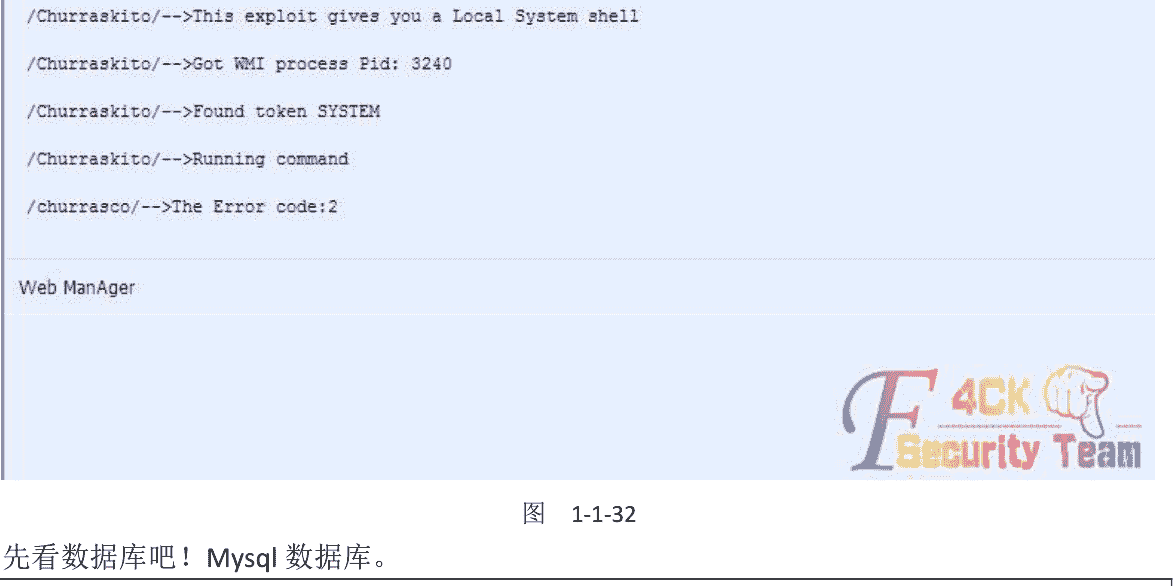 /Churraskito/-->This exploit gives you a Local System shell
/Churraskito/-->Got WMI process Pid: 3240
/Churraskito/-->Found token SYSTEM
/Churraskito/-->Running command
/churrasco/-->The Error code:2
Web ManAger
F4CK
Security Team
图 1-1-32
先看数据库吧！Mysql 数据库。